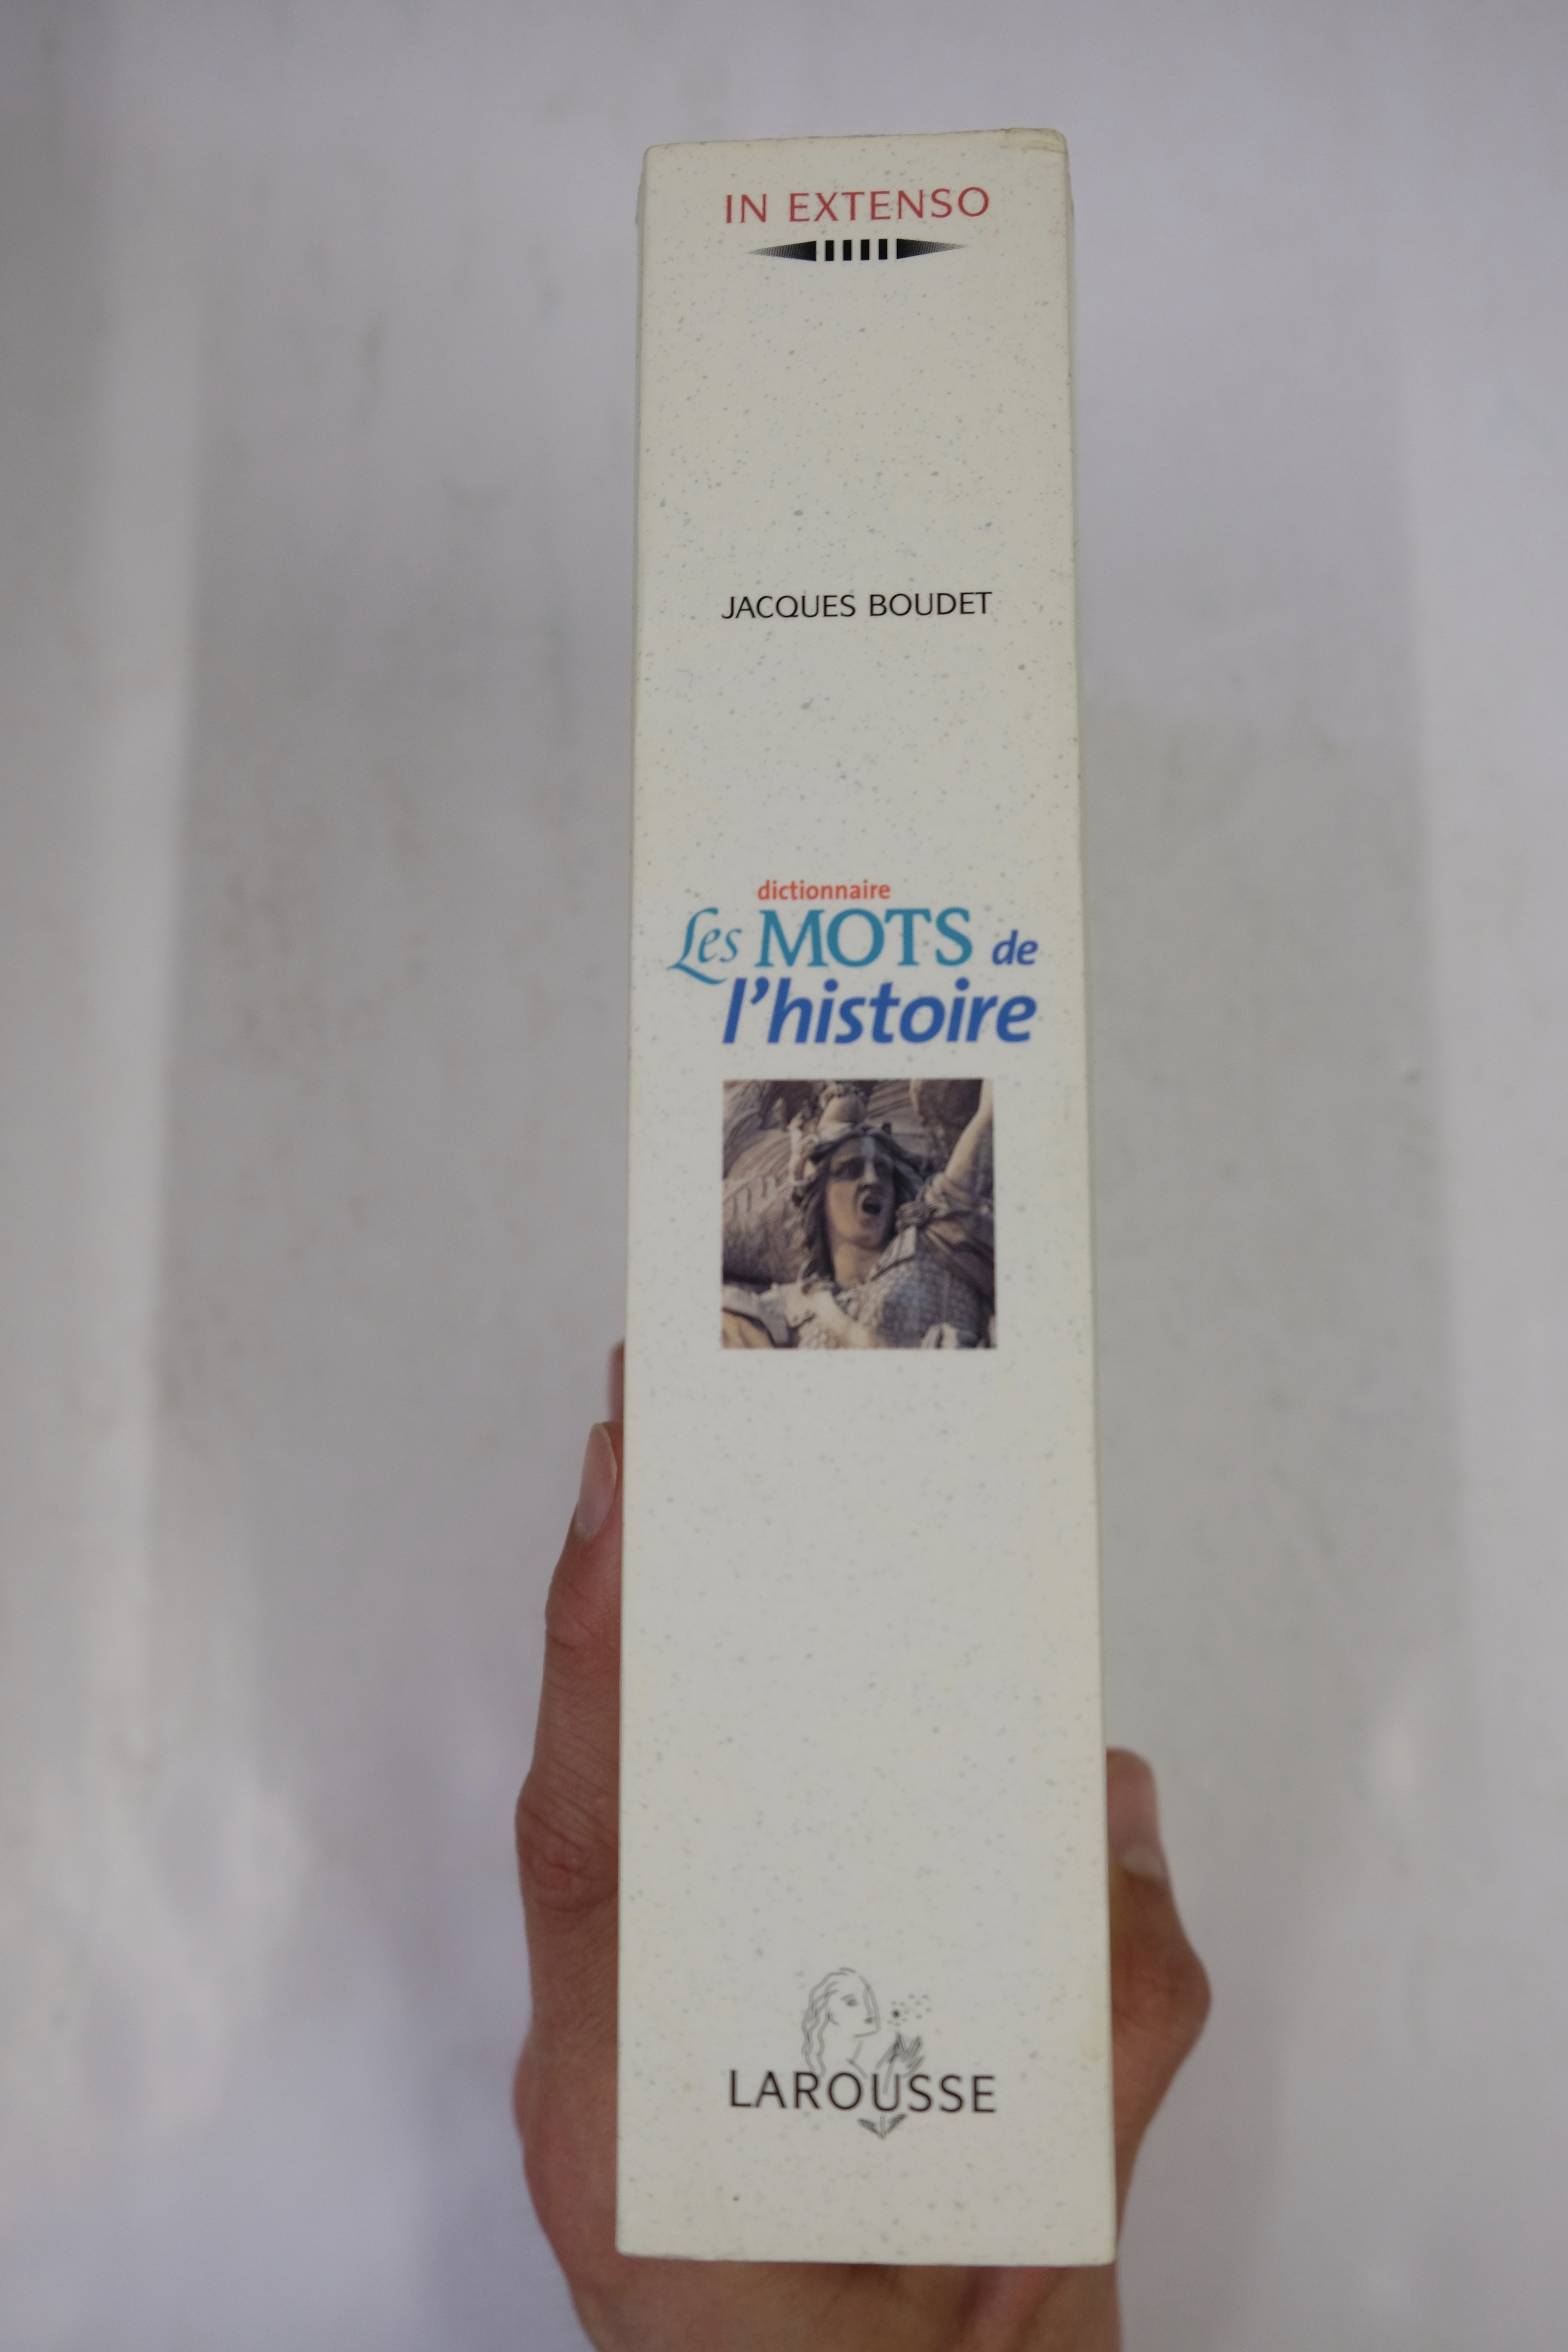 IN EXTENSO
JACQUES BOUDET
dictionnaire
Les MOTS de
l'histoire
LAROUSSE